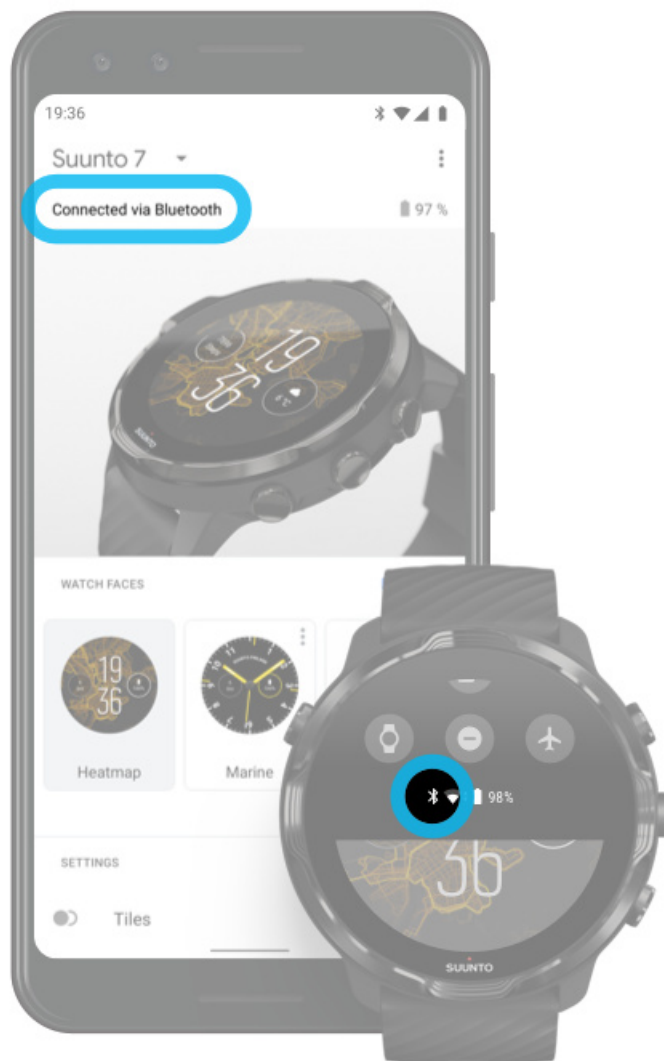 19:36
Suunto 7
Connected via Bluetooth
97 %
19
36
SUUNTO
WATCH FACES
19
36
Heatmap
Marine
98%
36
SUUNTO
SETTINGS
Tiles